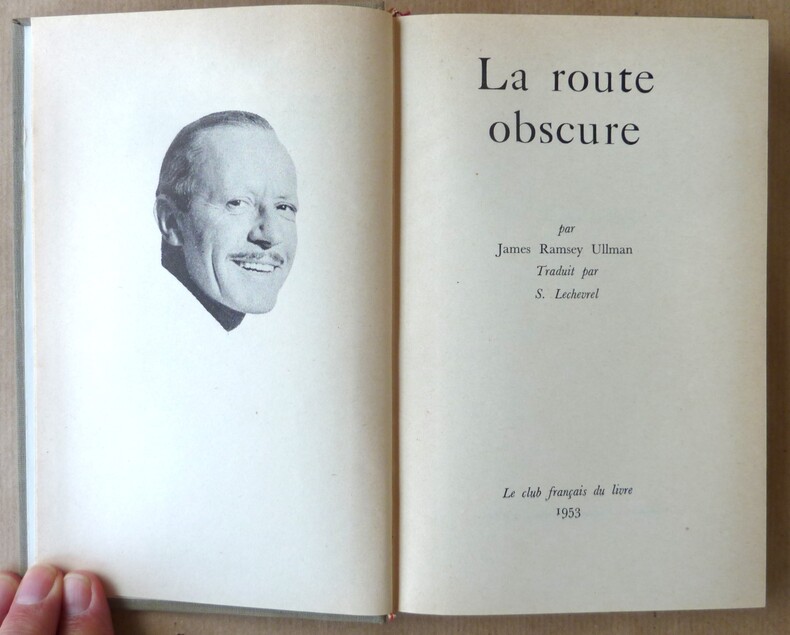 La route
obscure
par
James Ramsey Ullman
Traduit par
S. Lechevrel
Le club français du livre
1953